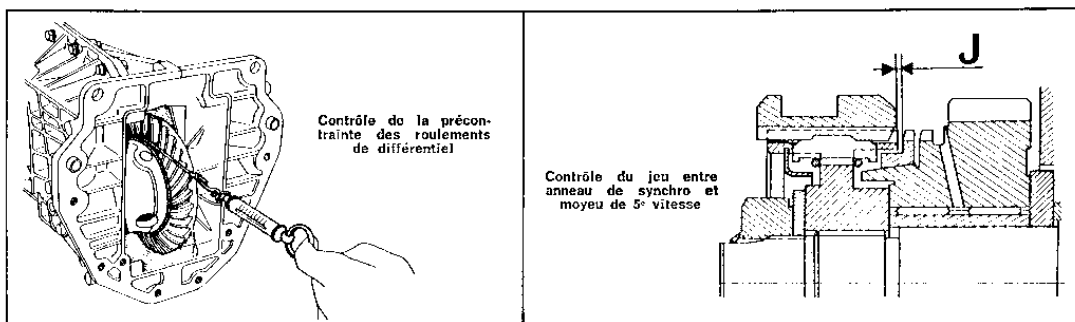 Contrôle de la précon-
trainte des roulements
de différentiel
J
Contrôle du jeu entre
anneau de synchro et
moyeu de 5e vitesse